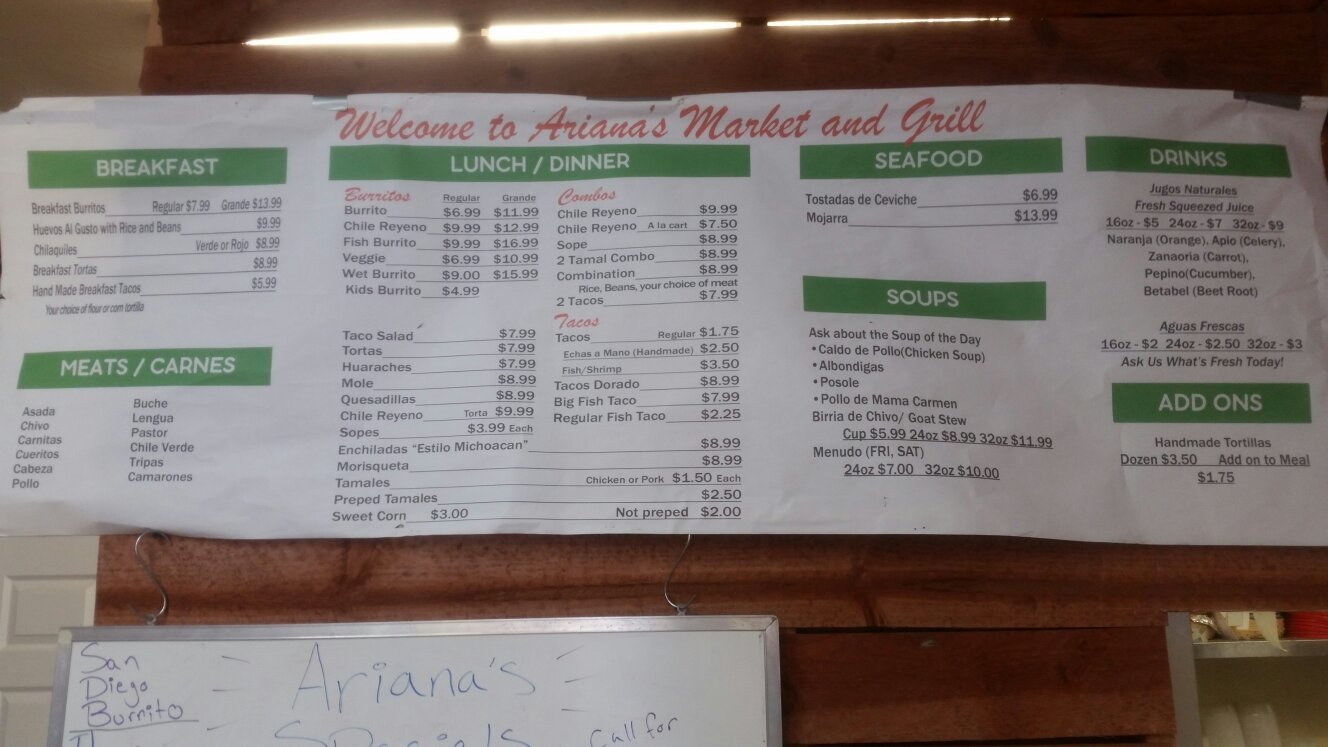 Welcome to Ariana's Market and Grill
BREAKFAST
Breakfast Burritos Regular $7.99 Grande $13.99
Huevos Al Gusto with Rice and Beans $9.99
Chilaquiles Verde or Rojo $8.99
Breakfast Tortas $8.99
Hand Made Breakfast Tacos $5.99
Your choice of flour or corn tortilla
MEATS / CARNES
Asada
Chivo
Carnitas
Cueritos
Cabeza
Pollo
Buche
Lengua
Pastor
Chile Verde
Tripas
Camarones
LUNCH / DINNER
Burritos Regular Grande
Burrito $6.99 $11.99
Chile Reyeno $9.99 $12.99
Fish Burrito $9.99 $16.99
Veggie $6.99 $10.99
Wet Burrito $9.00 $15.99
Kids Burrito $4.99
Taco Salad $7.99
Tortas $7.99
Huaraches $7.99
Mole $8.99
Quesadillas $8.99
Chile Reyeno Torta $9.99
Sopes $3.99 Each
Combos
Chile Reyeno $9.99
Chile Reyeno A la cart $7.50
Sope $8.99
2 Tamal Combo $8.99
Combination $8.99
Rice, Beans, your choice of meat
2 Tacos $7.99
Tacos
Tacos Regular $1.75
Echas a Mano (Handmade) $2.50
Fish/Shrimp $3.50
Tacos Dorado $8.99
Big Fish Taco $7.99
Regular Fish Taco $2.25
Enchiladas "Estilo Michoacan" $8.99
Morisqueta $8.99
Tamales Chicken or Pork $1.50 Each
Preped Tamales $2.50
Sweet Corn $3.00 Not preped $2.00
SEAFOOD
Tostadas de Ceviche $6.99
Mojarra $13.99
SOUPS
Ask about the Soup of the Day
• Caldo de Pollo(Chicken Soup)
• Albondigas
• Posole
• Pollo de Mama Carmen
Birria de Chivo/ Goat Stew
Cup $5.99 24oz $8.99 32oz $11.99
Menudo (FRI, SAT)
24oz $7.00 32oz $10.00
DRINKS
Jugos Naturales
Fresh Squeezed Juice
16oz - $5 24oz - $7 32oz - $9
Naranja (Orange), Apio (Celery),
Zanaoria (Carrot),
Pepino(Cucumber),
Betabel (Beet Root)
Aguas Frescas
16oz - $2 24oz - $2.50 32oz - $3
Ask Us What's Fresh Today!
ADD ONS
Handmade Tortillas
Dozen $3.50 Add on to Meal
$1.75
San
Diego
Burrito
Ariana's
Specials
Call for